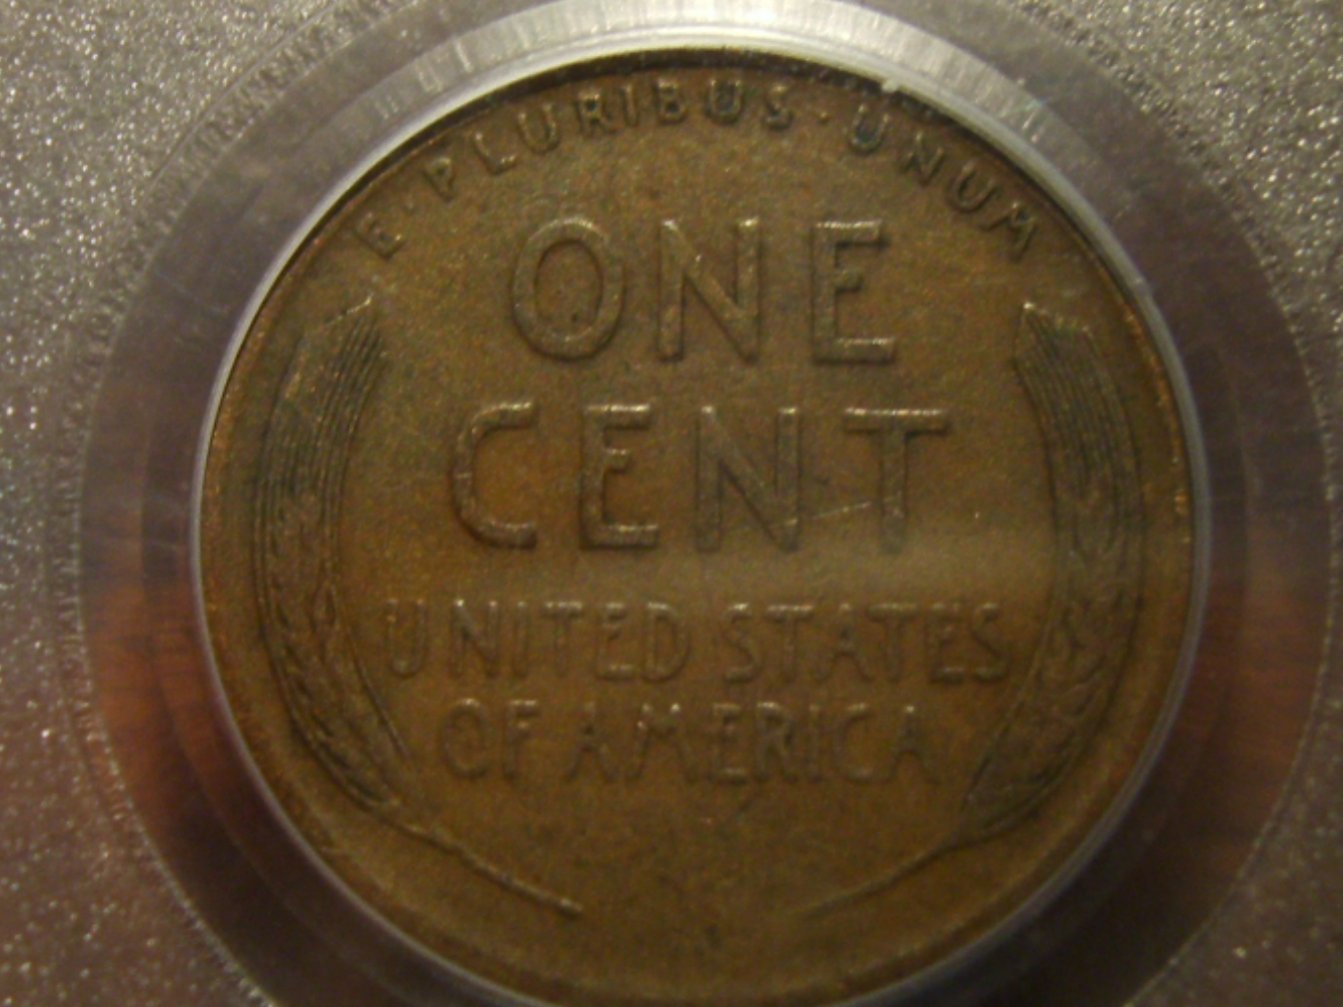 E·PLURIBUS·UNUM
ONE
CENT
UNITED STATES
OF AMERICA